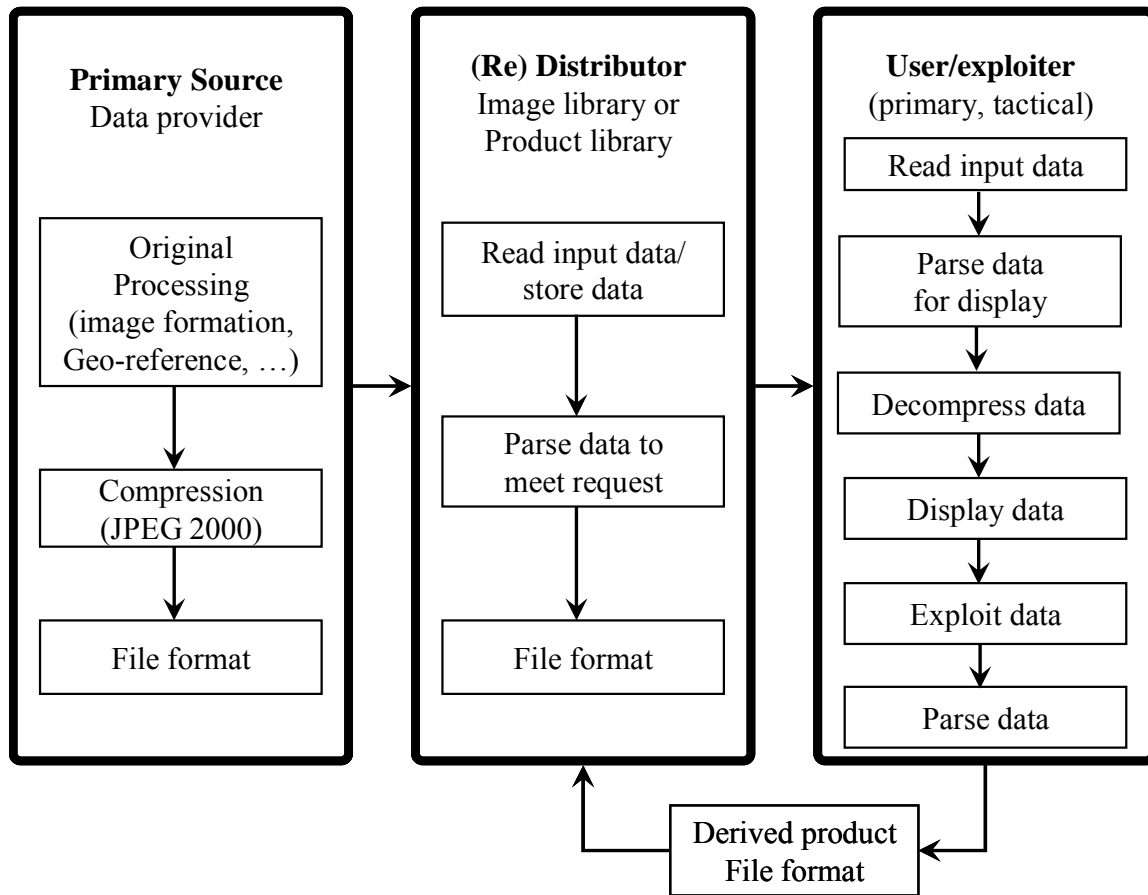 Primary Source
Data provider
Original
Processing
(image formation,
Geo-reference, …)
Compression
(JPEG 2000)
File format
(Re) Distributor
Image library or
Product library
Read input data/
store data
Parse data to
meet request
File format
User/exploiter
(primary, tactical)
Read input data
Parse data
for display
Decompress data
Display data
Exploit data
Parse data
Derived product
File format